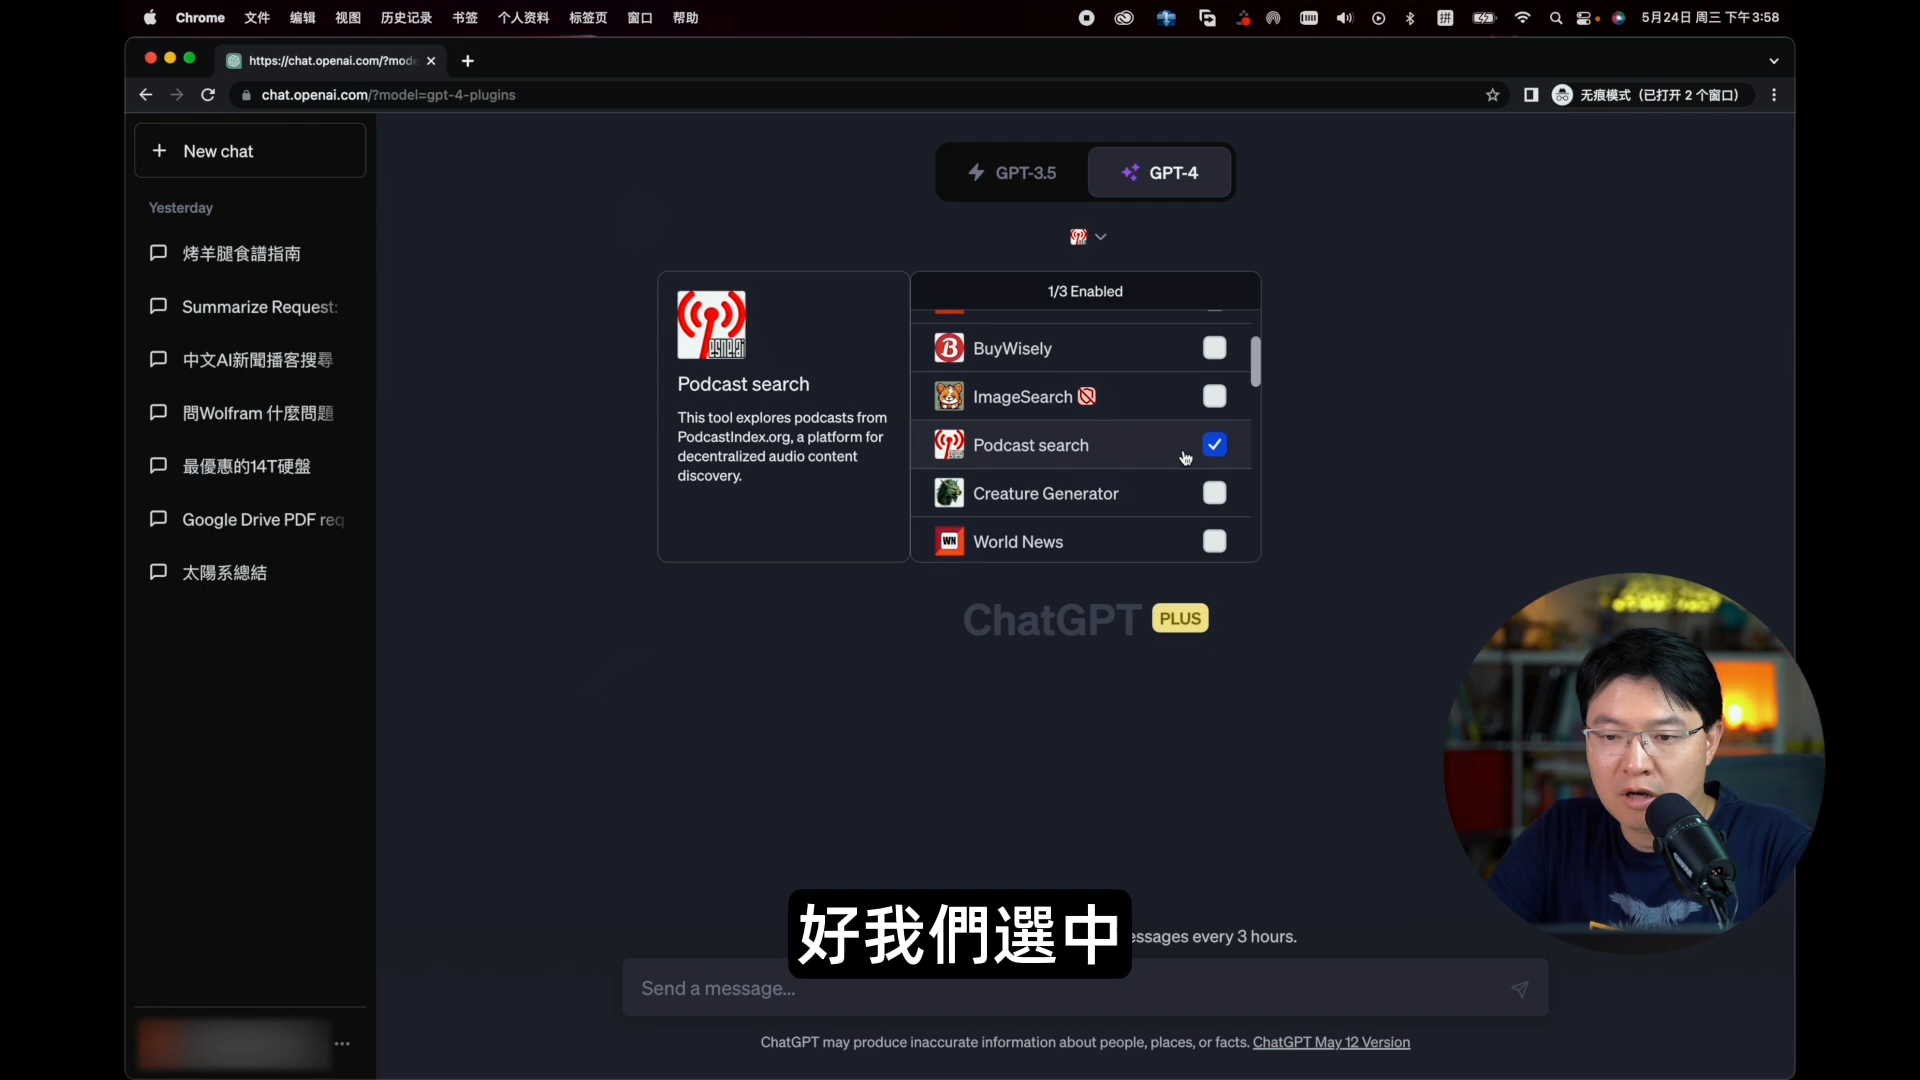 Chrome 文件 编辑 视图 历史记录 书签 个人资料 标签页 窗口 帮助
拼
5月24日 周三 下午3:58
https://chat.openai.com/?mode
chat.openai.com/?model=gpt-4-plugins
无痕模式（已打开 2 个窗口）
New chat
Yesterday
烤羊腿食譜指南
Summarize Request:
中文AI新聞播客搜尋
問Wolfram 什麼問題
最優惠的14T硬盤
Google Drive PDF req
太陽系總結
GPT-3.5
GPT-4
1/3 Enabled
esne.ai
Podcast search
This tool explores podcasts from
PodcastIndex.org, a platform for
decentralized audio content
discovery.
BuyWisely
ImageSearch
Podcast search
Creature Generator
WN
World News
ChatGPT PLUS
好我們選中
essages every 3 hours.
Send a message...
ChatGPT may produce inaccurate information about people, places, or facts. ChatGPT May 12 Version